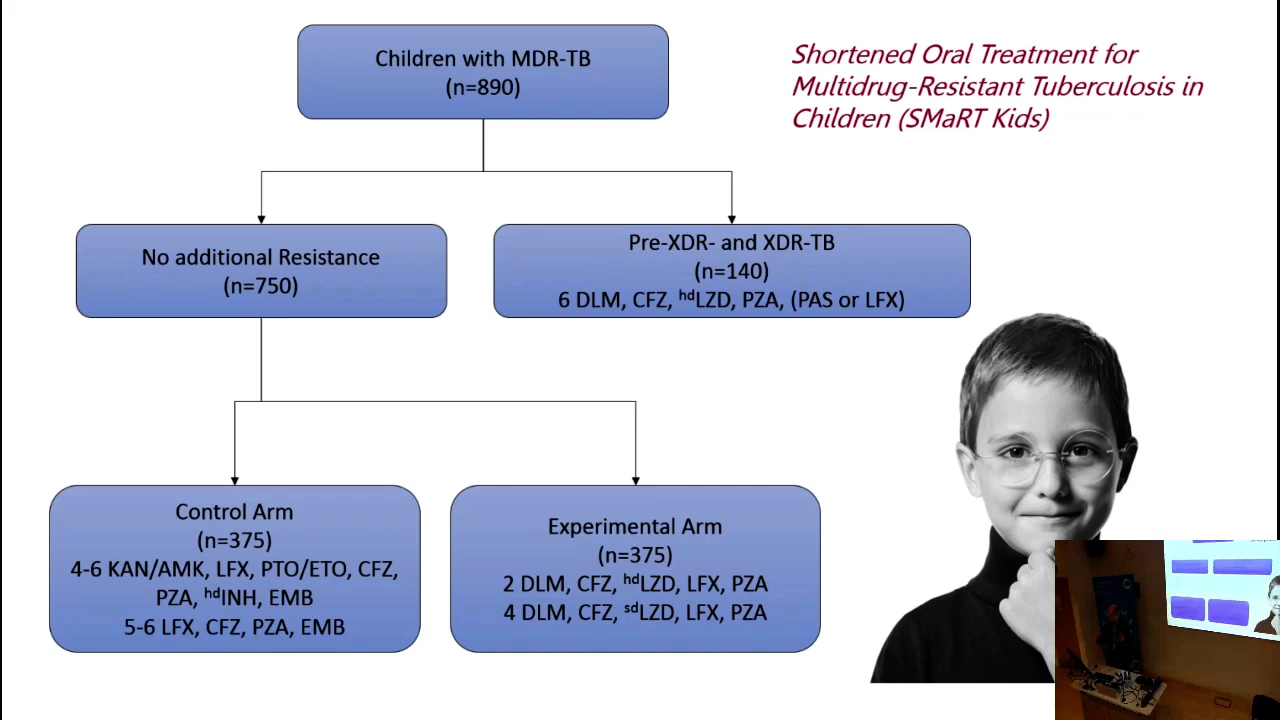 Children with MDR-TB
(n=890)
Shortened Oral Treatment for
Multidrug-Resistant Tuberculosis in
Children (SMaRT Kids)
No additional Resistance
(n=750)
Pre-XDR- and XDR-TB
(n=140)
6 DLM, CFZ, hdLZD, PZA, (PAS or LFX)
Control Arm
(n=375)
4-6 KAN/AMK, LFX, PTO/ETO, CFZ,
PZA, hdINH, EMB
5-6 LFX, CFZ, PZA, EMB
Experimental Arm
(n=375)
2 DLM, CFZ, hdLZD, LFX, PZA
4 DLM, CFZ, sdLZD, LFX, PZA